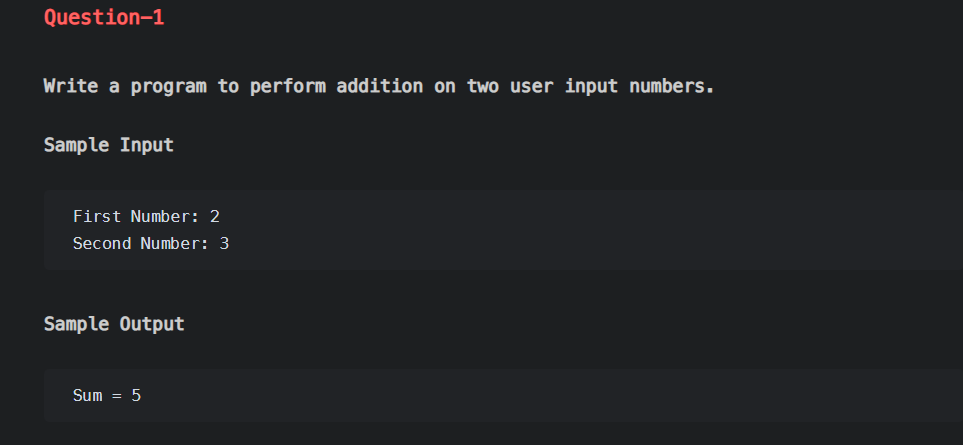 Question-1
Write a program to perform addition on two user input numbers.
Sample Input
First Number: 2
Second Number: 3
Sample Output
Sum = 5